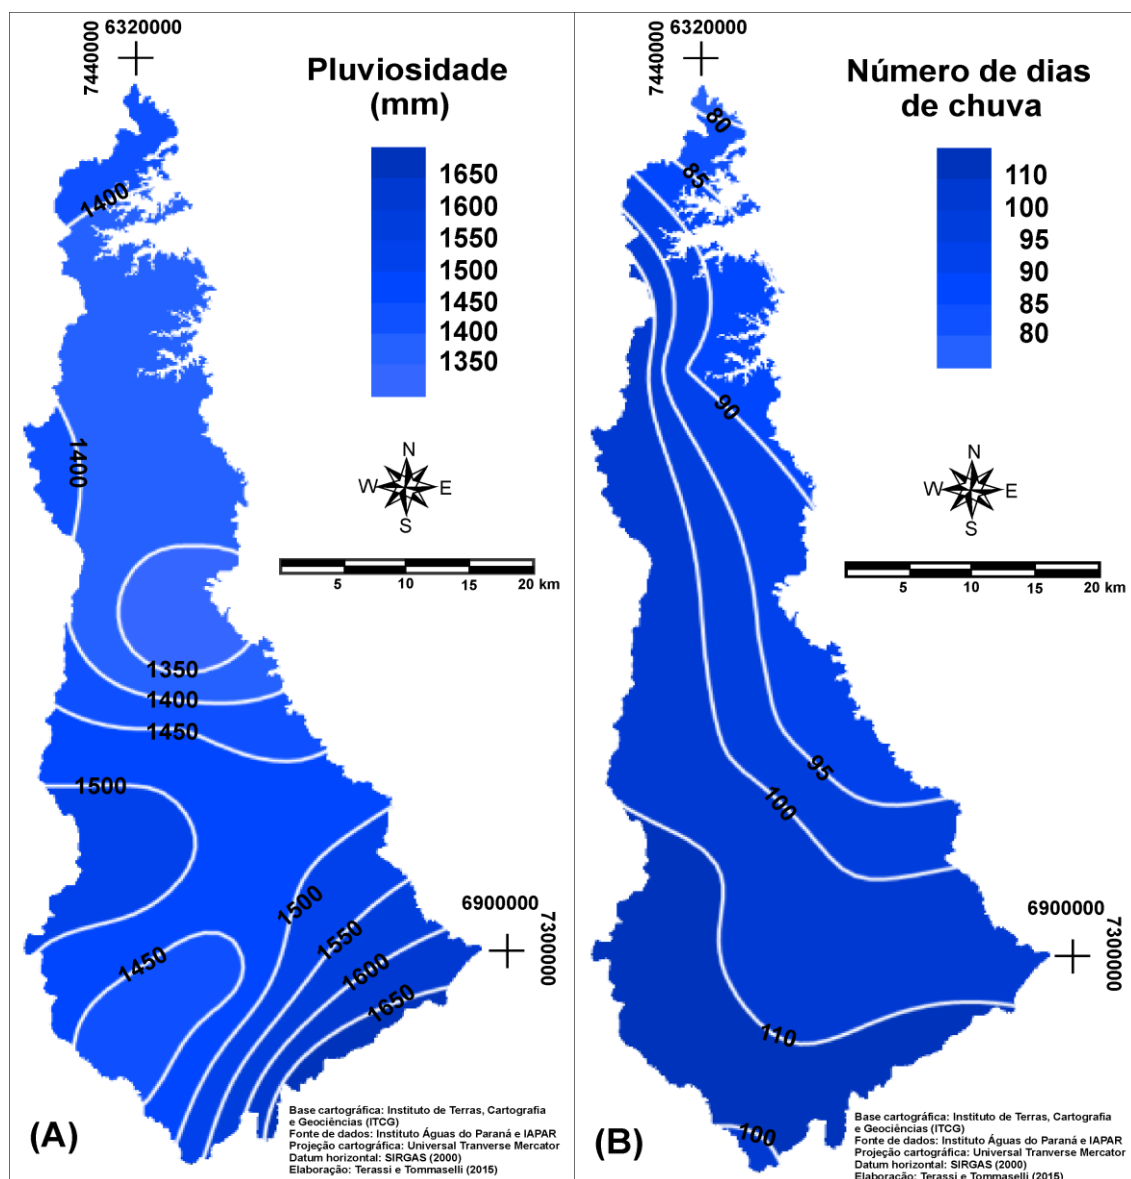 6320000
7440000
Pluviosidade
(mm)
1650
1600
1550
1500
1450
1400
1350
1400
1400
N
W
E
S
5
10
15
20 km
1350
1400
1450
1500
1500
1550
1600
1650
1450
6900000
7300000
(A)
Base cartográfica: Instituto de Terras, Cartografia
e Geociências (ITCG)
Fonte de dados: Instituto Águas do Paraná e IAPAR
Projeção cartográfica: Universal Tranverse Mercator
Datum horizontal: SIRGAS (2000)
Elaboração: Terassi e Tommaselli (2015)
6320000
7440000
Número de dias
de chuva
110
100
95
90
85
80
80
85
90
N
W
E
S
5
10
15
20 km
95
100
110
100
6900000
7300000
(B)
Base cartográfica: Instituto de Terras, Cartografia
e Geociências (ITCG)
Fonte de dados: Instituto Águas do Paraná e IAPAR
Projeção cartográfica: Universal Tranverse Mercator
Datum horizontal: SIRGAS (2000)
Elaboração: Terassi e Tommaselli (2015)